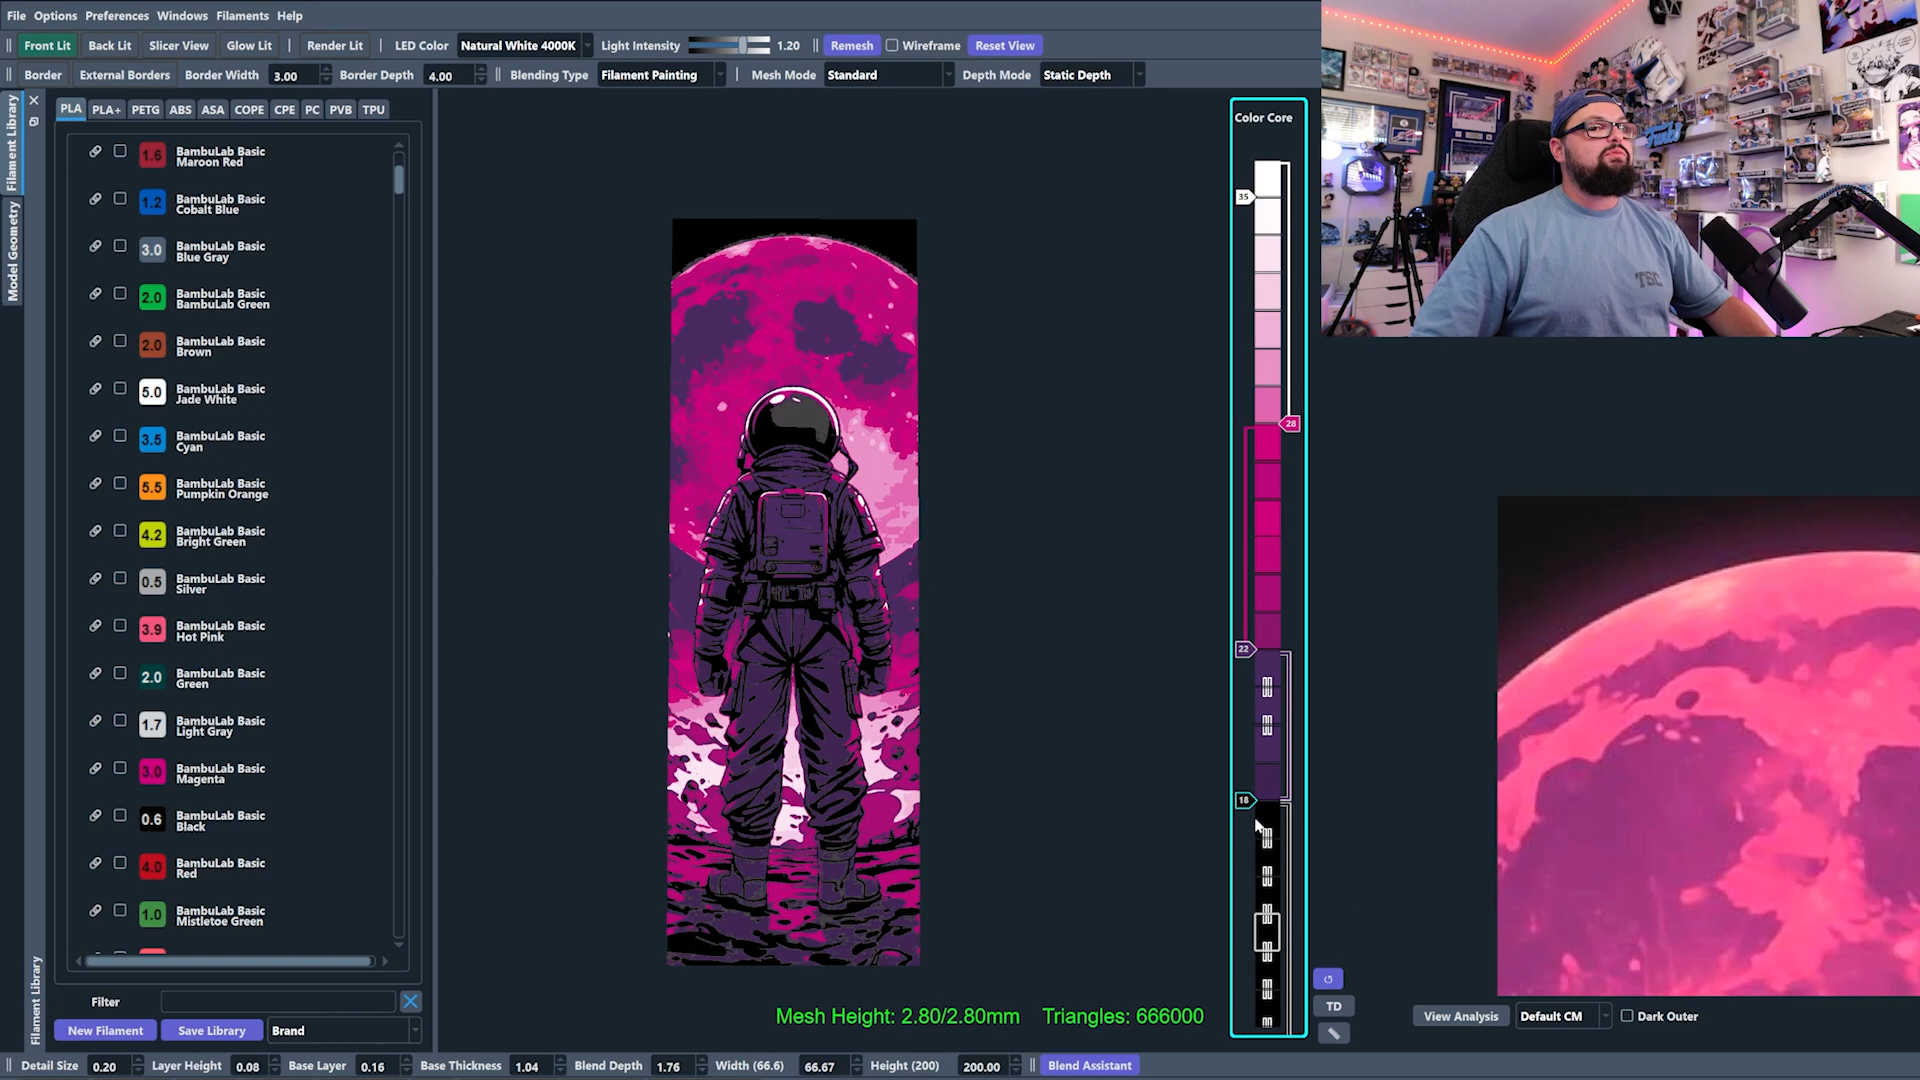 File Options Preferences Windows Filaments Help
Front Lit Back Lit Slicer View Glow Lit Render Lit LED Color Natural White 4000K Light Intensity 1.20 Remesh Wireframe Reset View
Border External Borders Border Width 3.00 Border Depth 4.00 Blending Type Filament Painting Mesh Mode Standard Depth Mode Static Depth
Filament Library
Model Geometry
PLA PLA+ PETG ABS ASA COPE CPE PC PVB TPU
1.6 BambuLab Basic
Maroon Red
1.2 BambuLab Basic
Cobalt Blue
3.0 BambuLab Basic
Blue Gray
2.0 BambuLab Basic
BambuLab Green
2.0 BambuLab Basic
Brown
5.0 BambuLab Basic
Jade White
3.5 BambuLab Basic
Cyan
5.5 BambuLab Basic
Pumpkin Orange
4.2 BambuLab Basic
Bright Green
0.5 BambuLab Basic
Silver
3.9 BambuLab Basic
Hot Pink
2.0 BambuLab Basic
Green
1.7 BambuLab Basic
Light Gray
3.0 BambuLab Basic
Magenta
0.6 BambuLab Basic
Black
4.0 BambuLab Basic
Red
1.0 BambuLab Basic
Mistletoe Green
Filament Library
Filter
New Filament Save Library Brand
Color Core
35
28
22
18
Mesh Height: 2.80/2.80mm Triangles: 666000
TD
TSC
View Analysis Default CM Dark Outer
Detail Size 0.20 Layer Height 0.08 Base Layer 0.16 Base Thickness 1.04 Blend Depth 1.76 Width (66.6) 66.67 Height (200) 200.00 Blend Assistant